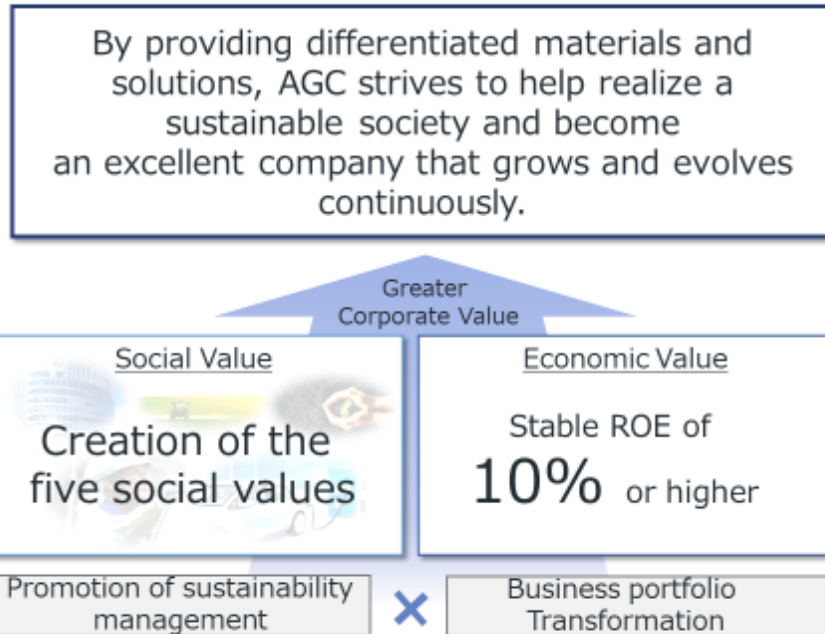 By providing differentiated materials and
solutions, AGC strives to help realize a
sustainable society and become
an excellent company that grows and evolves
continuously.
Greater
Corporate Value
Social Value
Creation of the
five social values
Economic Value
Stable ROE of
10% or higher
Promotion of sustainability
management
×
Business portfolio
Transformation